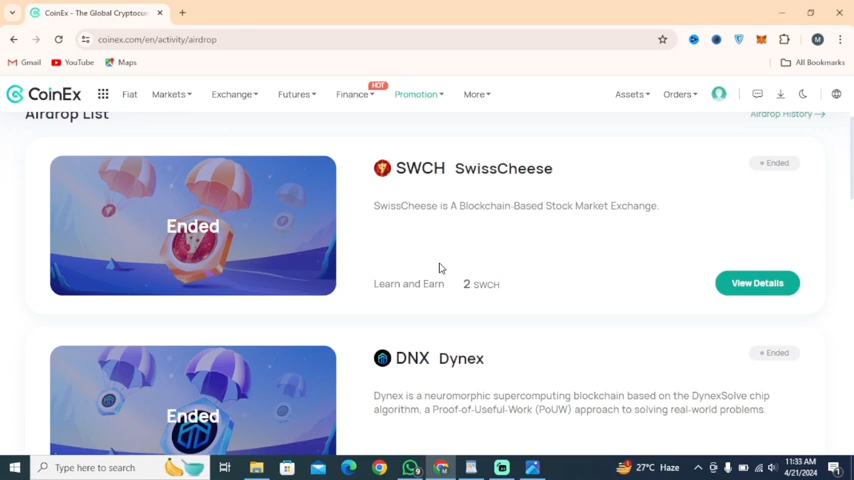 CoinEx - The Global Cryptocur
coinex.com/en/activity/airdrop
Gmail YouTube Maps All Bookmarks
CoinEx Fiat Markets Exchange Futures Finance HOT Promotion More Assets Orders
Airdrop List Airdrop History
SWCH SwissCheese Ended
Ended
SwissCheese is A Blockchain-Based Stock Market Exchange.
Learn and Earn 2 SWCH View Details
DNX Dynex Ended
Ended
Dynex is a neuromorphic supercomputing blockchain based on the DynexSolve chip
algorithm, a Proof-of-Useful-Work (PoUW) approach to solving real-world problems.
Type here to search 27°C Haze 11:33 AM
4/21/2024